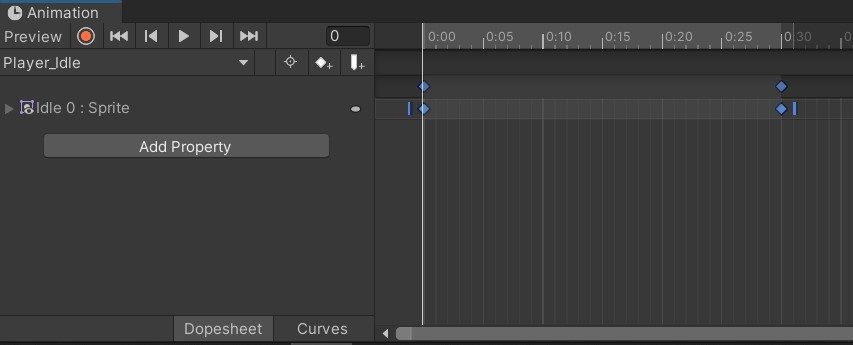 Animation
Preview 0 0:00 0:05 0:10 0:15 0:20 0:25 0:30
Player_Idle
Idle 0 : Sprite
Add Property
Dopesheet Curves